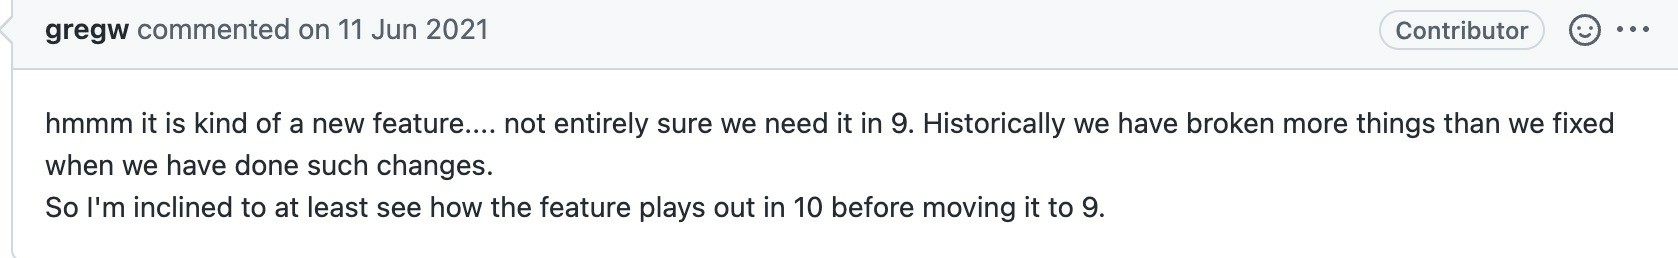 gregw commented on 11 Jun 2021 Contributor
hmmm it is kind of a new feature.... not entirely sure we need it in 9. Historically we have broken more things than we fixed
when we have done such changes.
So I'm inclined to at least see how the feature plays out in 10 before moving it to 9.